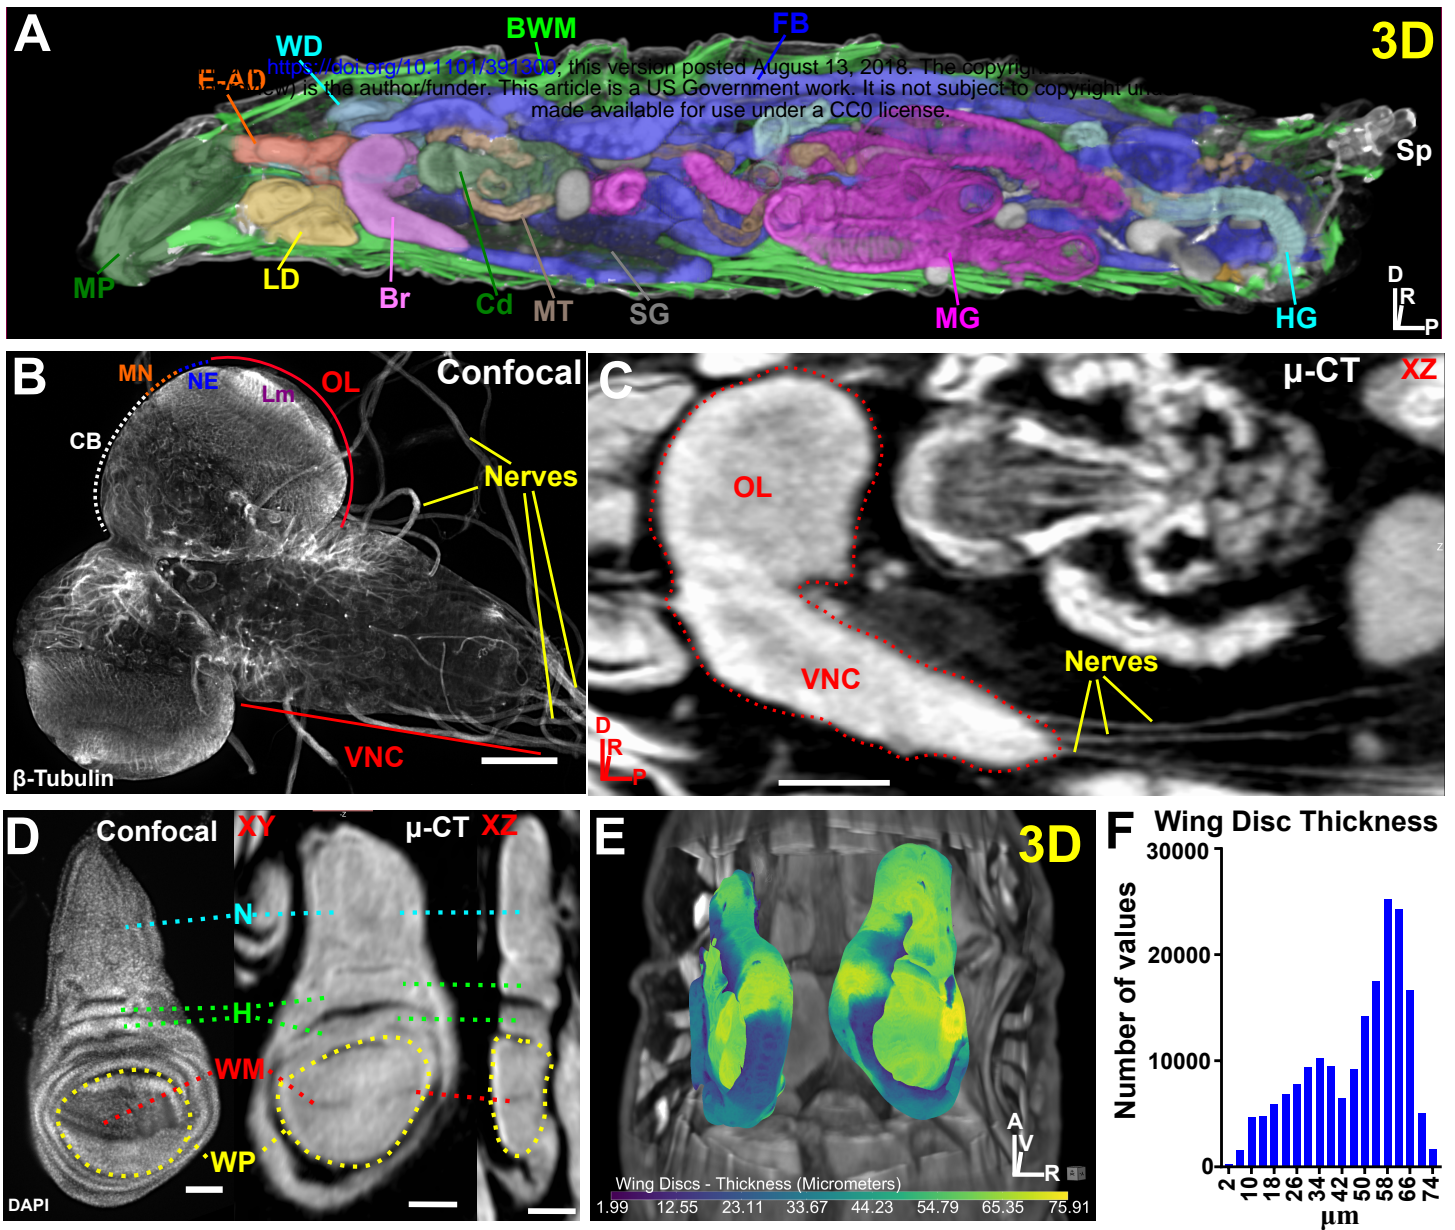 A
3D
WD
BWM
FB
E-AD
https://doi.org/10.1101/391300; this version posted August 13, 2018. The copyright
is the author/funder. This article is a US Government work. It is not subject to copyright
made available for use under a CC0 license.
Sp
MP
LD
Br
Cd
MT
SG
MG
HG
D
R
P
B
MN
NE
Lm
OL
Confocal
CB
Nerves
VNC
β-Tubulin
C
µ-CT
XZ
OL
VNC
Nerves
D
R
P
Z
D
Confocal
XY
-Z
µ-CT
XZ
N
H
WM
WP
DAPI
E
3D
A
V
R
Wing Discs - Thickness (Micrometers)
1.99 12.55 23.11 33.67 44.23 54.79 65.35 75.91
F
Wing Disc Thickness
Number of values
30000
20000
10000
0
2 10 18 26 34 42 50 58 66 74
µm